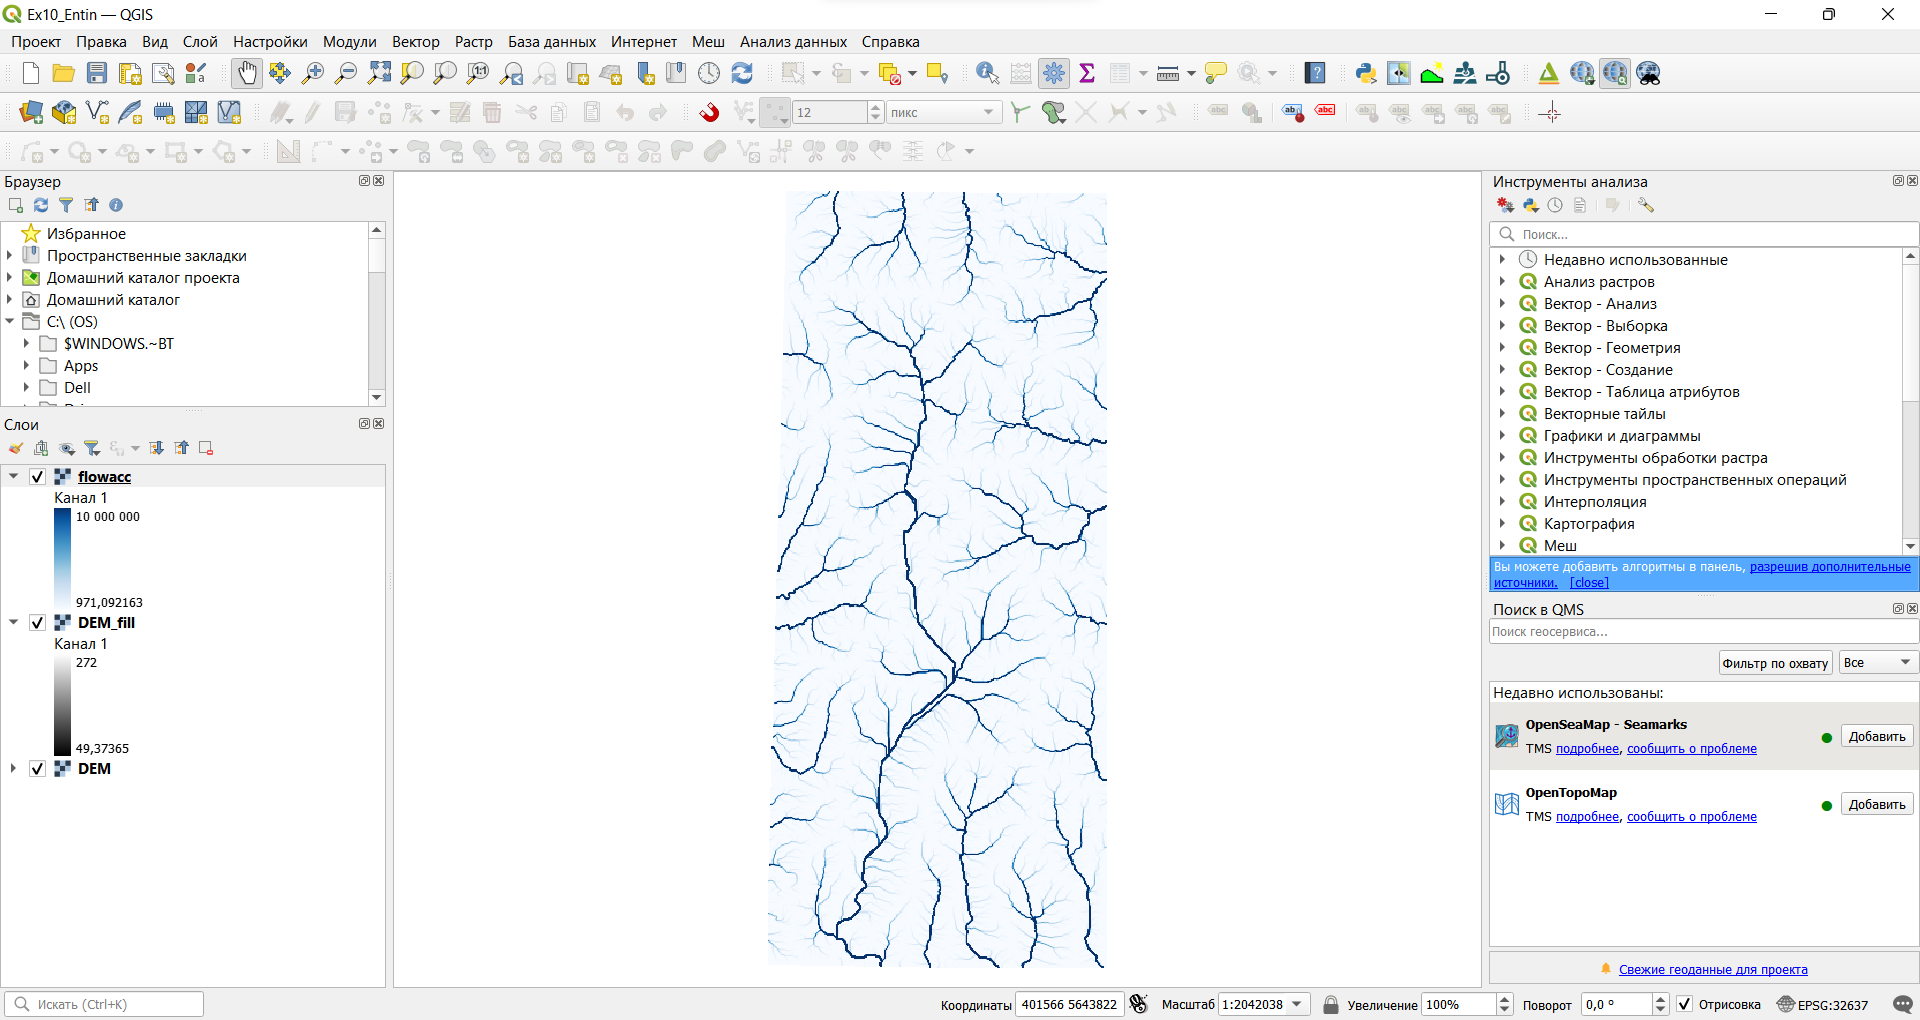 Ex10_Entin — QGIS
Проект Правка Вид Слой Настройки Модули Вектор Растр База данных Интернет Меш Анализ данных Справка
12 пикс
Браузер
Избранное
Пространственные закладки
Домашний каталог проекта
Домашний каталог
C:\ (OS)
$WINDOWS.~BT
Apps
Dell
Слои
flowacc
Канал 1
10 000 000
971,092163
DEM_fill
Канал 1
272
49,37365
DEM
Инструменты анализа
Поиск...
Недавно использованные
Анализ растров
Вектор - Анализ
Вектор - Выборка
Вектор - Геометрия
Вектор - Создание
Вектор - Таблица атрибутов
Векторные тайлы
Графики и диаграммы
Инструменты обработки растра
Инструменты пространственных операций
Интерполяция
Картография
Меш
Вы можете добавить алгоритмы в панель, разрешив дополнительные
источники. [close]
Поиск в QMS
Поиск геосервиса...
Фильтр по охвату Все
Недавно использованы:
OpenSeaMap - Seamarks
TMS подробнее, сообщить о проблеме
Добавить
OpenTopoMap
TMS подробнее, сообщить о проблеме
Добавить
Свежие геоданные для проекта
Искать (Ctrl+K)
Координаты 401566 5643822 Масштаб 1:2042038 Увеличение 100% Поворот 0,0 ° Отрисовка EPSG:32637